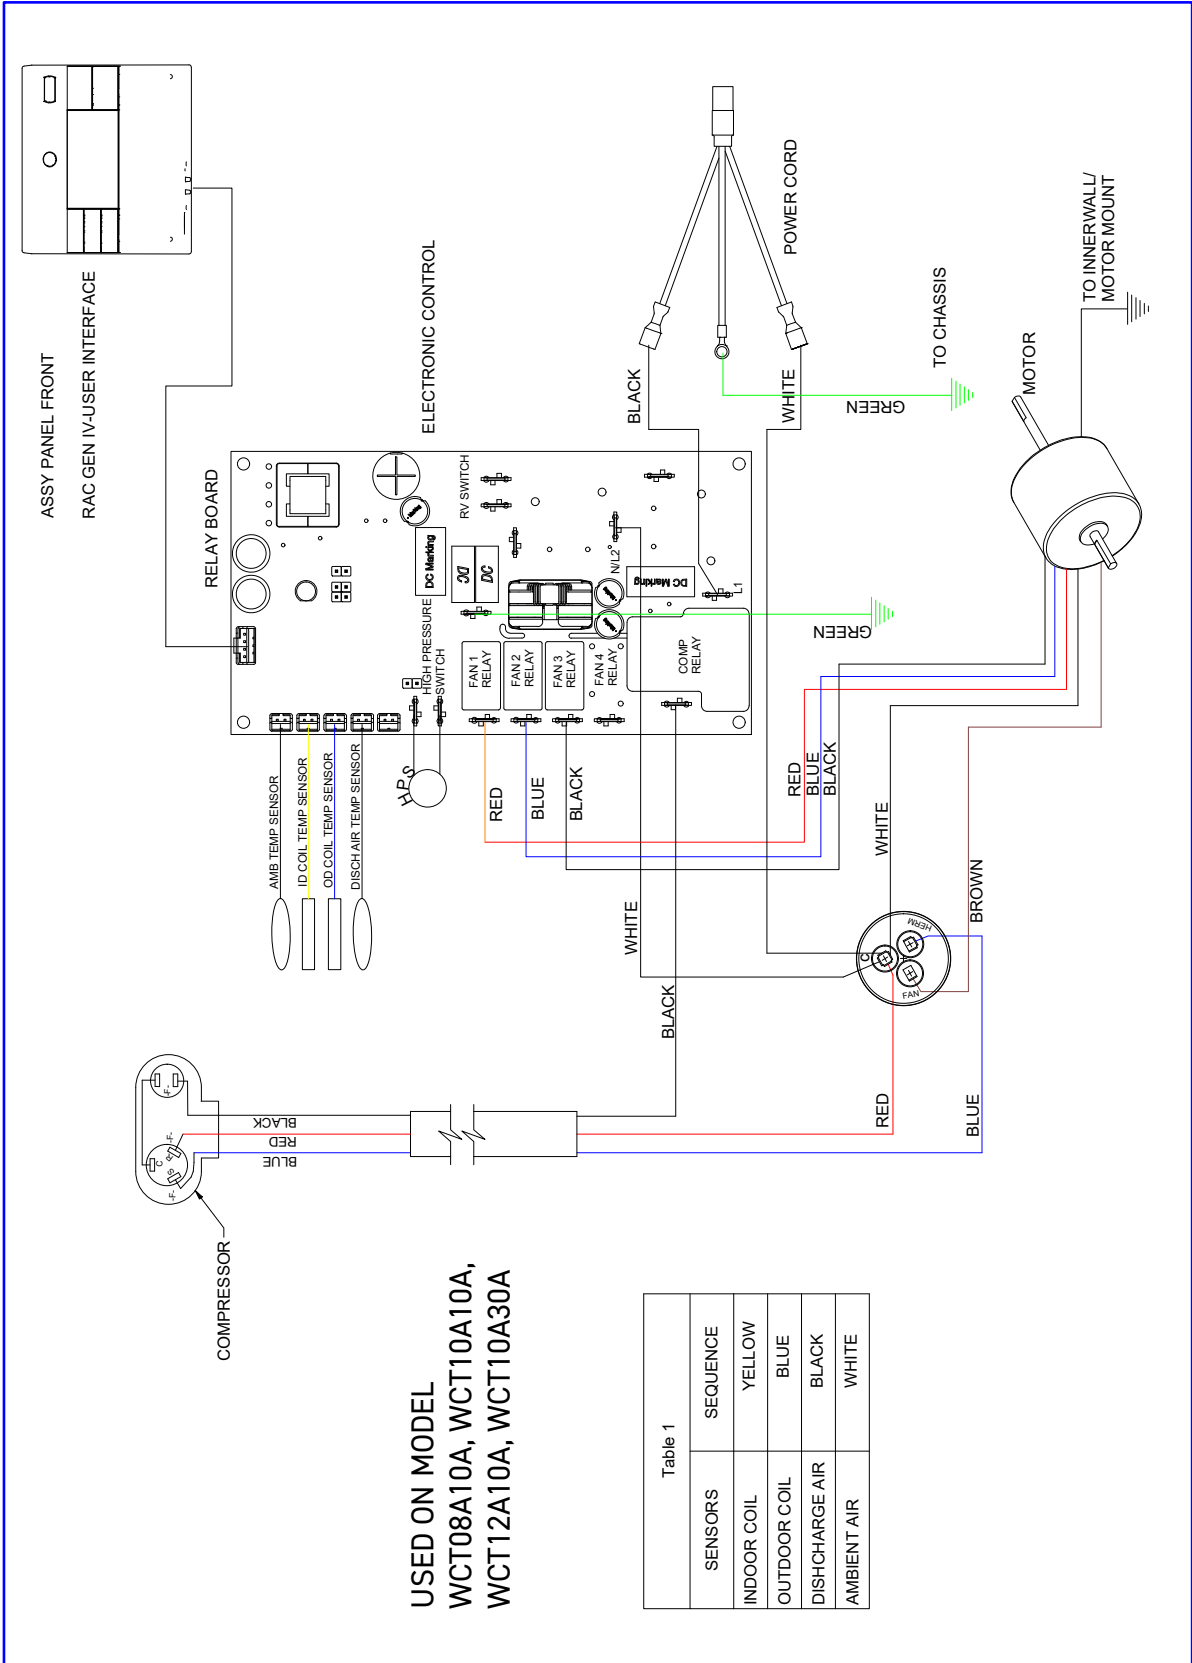 ASSY PANEL FRONT
RAC GEN IV-USER INTERFACE
RELAY BOARD
ELECTRONIC CONTROL
POWER CORD
BLACK
WHITE
GREEN
TO CHASSIS
TO INNERWALL/
MOTOR MOUNT
MOTOR
RV SWITCH
DC Marking
DC
DC
N/L2
DC Marking
L1
GREEN
HIGH PRESSURE
SWITCH
FAN 1
RELAY
FAN 2
RELAY
FAN 3
RELAY
FAN 4
RELAY
COMP
RELAY
AMB TEMP SENSOR
ID COIL TEMP SENSOR
OD COIL TEMP SENSOR
DISCH AIR TEMP SENSOR
H.P.S
RED
BLUE
BLACK
RED
BLUE
BLACK
WHITE
WHITE
BROWN
BLACK
C
HERM
FAN
RED
BLUE
BLACK
RED
BLUE
-F-
C
R
S
-F-
-F-
COMPRESSOR
USED ON MODEL
WCT08A10A, WCT10A10A,
WCT12A10A, WCT10A30A
Table 1
SENSORS SEQUENCE
INDOOR COIL YELLOW
OUTDOOR COIL BLUE
DISHCHARGE AIR BLACK
AMBIENT AIR WHITE